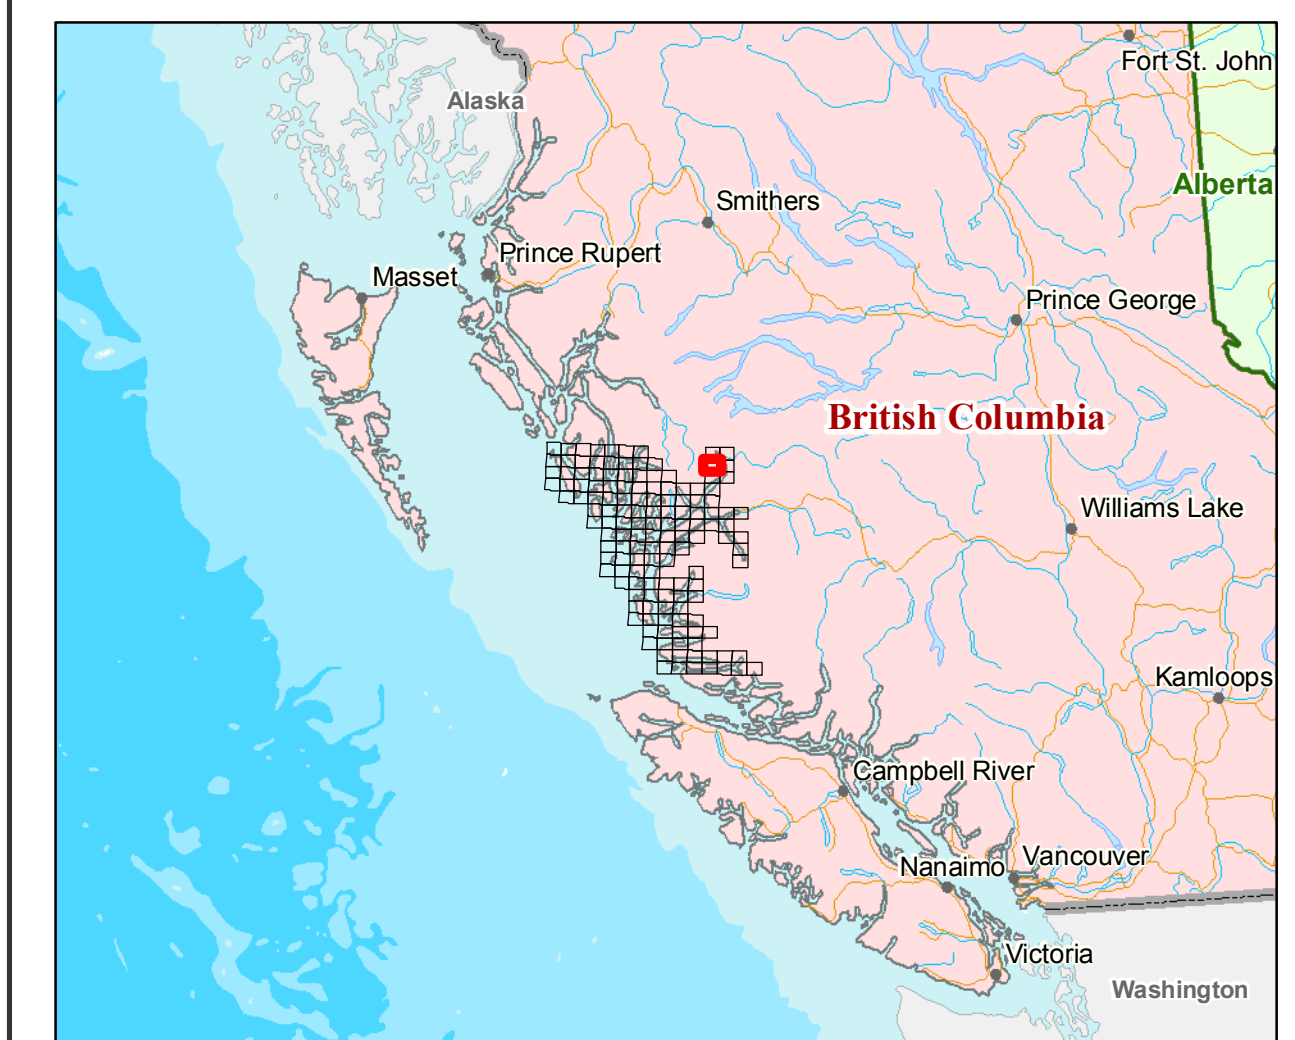 Fort St. John
Alaska
Alberta
Smithers
Prince Rupert
Masset
Prince George
British Columbia
Williams Lake
Kamloops
Campbell River
Vancouver
Nanaimo
Victoria
Washington